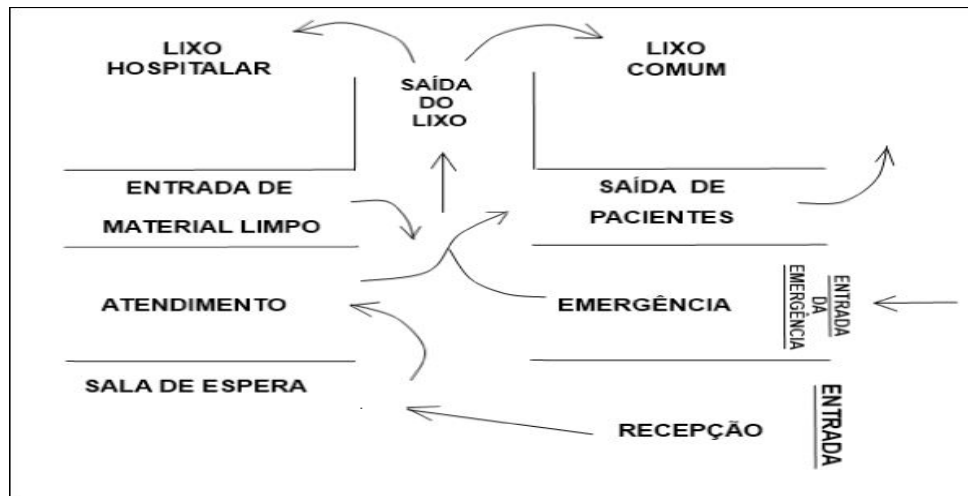 LIXO
HOSPITALAR
SAÍDA
DO
LIXO
LIXO
COMUM
ENTRADA DE
MATERIAL LIMPO
SAÍDA DE
PACIENTES
ATENDIMENTO
EMERGÊNCIA
ENTRADA
DA
EMERGÊNCIA
SALA DE ESPERA
RECEPÇÃO
ENTRADA